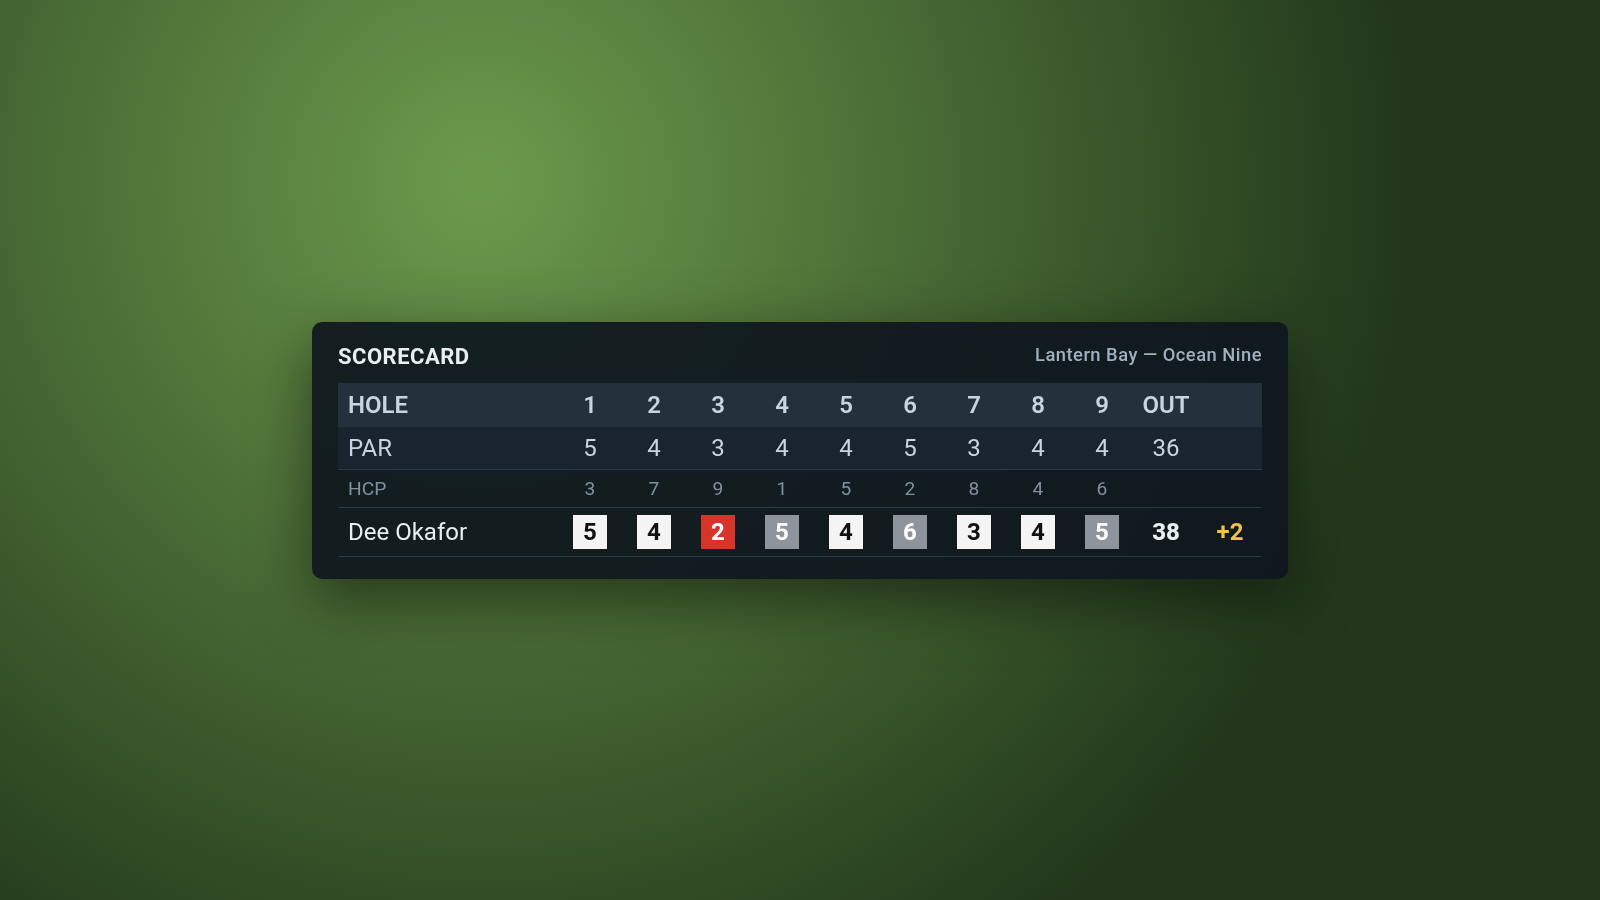 SCORECARD Lantern Bay — Ocean Nine
HOLE 1 2 3 4 5 6 7 8 9 OUT
PAR 5 4 3 4 4 5 3 4 4 36
HCP 3 7 9 1 5 2 8 4 6
Dee Okafor 5 4 2 5 4 6 3 4 5 38 +2